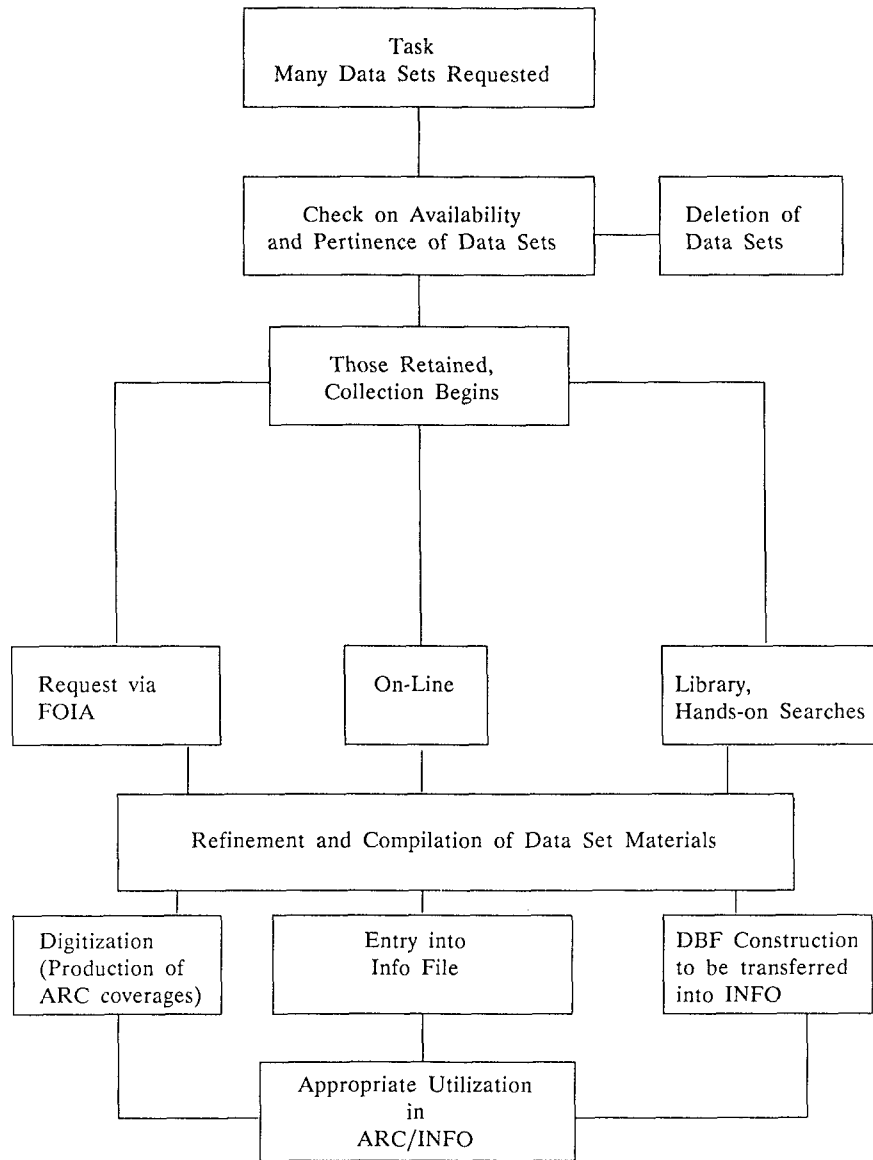 Task
Many Data Sets Requested
Check on Availability
and Pertinence of Data Sets
Deletion of
Data Sets
Those Retained,
Collection Begins
Request via
FOIA
On-Line
Library,
Hands-on Searches
Refinement and Compilation of Data Set Materials
Digitization
(Production of
ARC coverages)
Entry into
Info File
DBF Construction
to be transferred
into INFO
Appropriate Utilization
in
ARC/INFO